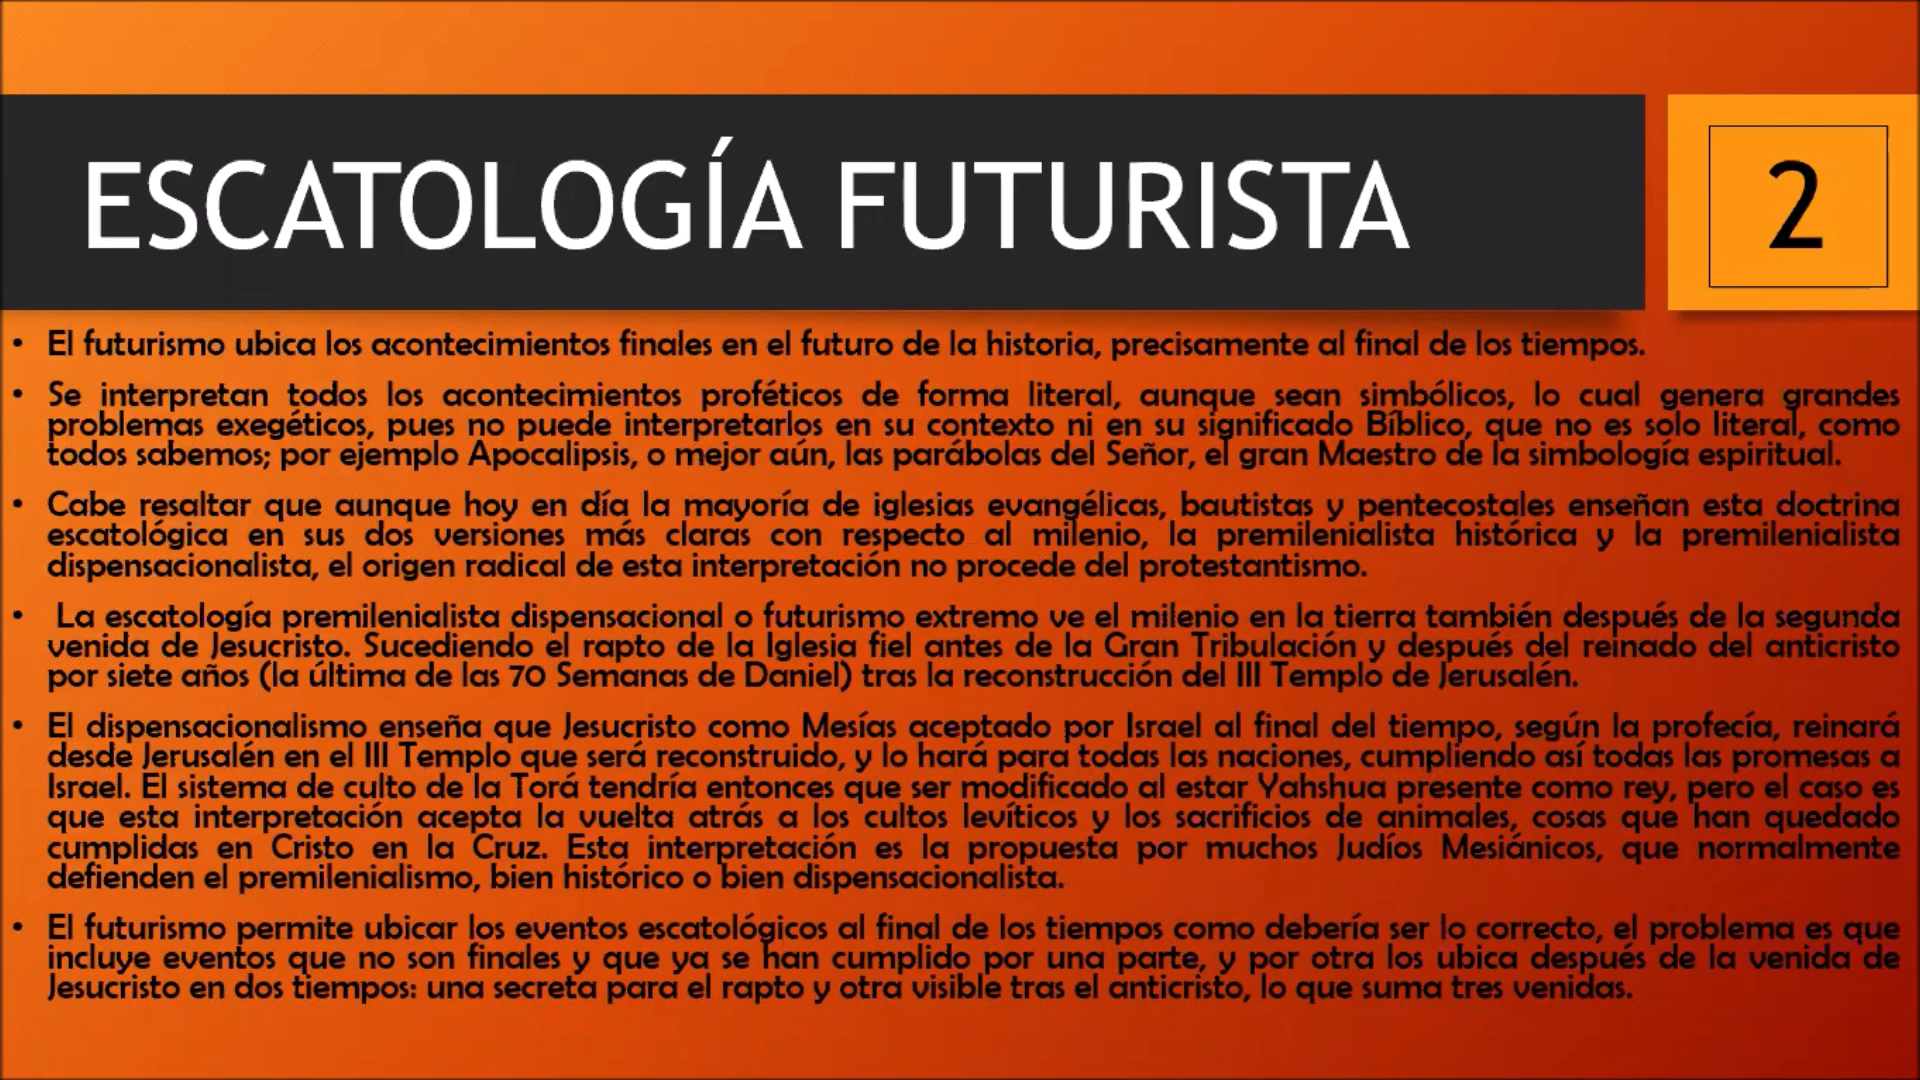 ESCATOLOGÍA FUTURISTA
2
• El futurismo ubica los acontecimientos finales en el futuro de la historia, precisamente al final de los tiempos.
• Se interpretan todos los acontecimientos proféticos de forma literal, aunque sean simbólicos, lo cual genera grandes
problemas exegéticos, pues no puede interpretarlos en su contexto ni en su significado Bíblico, que no es solo literal, como
todos sabemos; por ejemplo Apocalipsis, o mejor aún, las parábolas del Señor, el gran Maestro de la simbología espiritual.
• Cabe resaltar que aunque hoy en día la mayoría de iglesias evangélicas, bautistas y pentecostales enseñan esta doctrina
escatológica en sus dos versiones más claras con respecto al milenio, la premilenialista histórica y la premilenialista
dispensacionalista, el origen radical de esta interpretación no procede del protestantismo.
• La escatología premilenialista dispensacional o futurismo extremo ve el milenio en la tierra también después de la segunda
venida de Jesucristo. Sucediendo el rapto de la Iglesia fiel antes de la Gran Tribulación y después del reinado del anticristo
por siete años (la última de las 70 Semanas de Daniel) tras la reconstrucción del III Templo de Jerusalén.
• El dispensacionalismo enseña que Jesucristo como Mesías aceptado por Israel al final del tiempo, según la profecía, reinará
desde Jerusalén en el III Templo que será reconstruido, y lo hará para todas las naciones, cumpliendo así todas las promesas a
Israel. El sistema de culto de la Torá tendría entonces que ser modificado al estar Yahshua presente como rey, pero el caso es
que esta interpretación acepta la vuelta atrás a los cultos levíticos y los sacrificios de animales, cosas que han quedado
cumplidas en Cristo en la Cruz. Esta interpretación es la propuesta por muchos Judíos Mesiánicos, que normalmente
defienden el premilenialismo, bien histórico o bien dispensacionalista.
• El futurismo permite ubicar los eventos escatológicos al final de los tiempos como debería ser lo correcto, el problema es que
incluye eventos que no son finales y que ya se han cumplido por una parte, y por otra los ubica después de la venida de
Jesucristo en dos tiempos: una secreta para el rapto y otra visible tras el anticristo, lo que suma tres venidas.